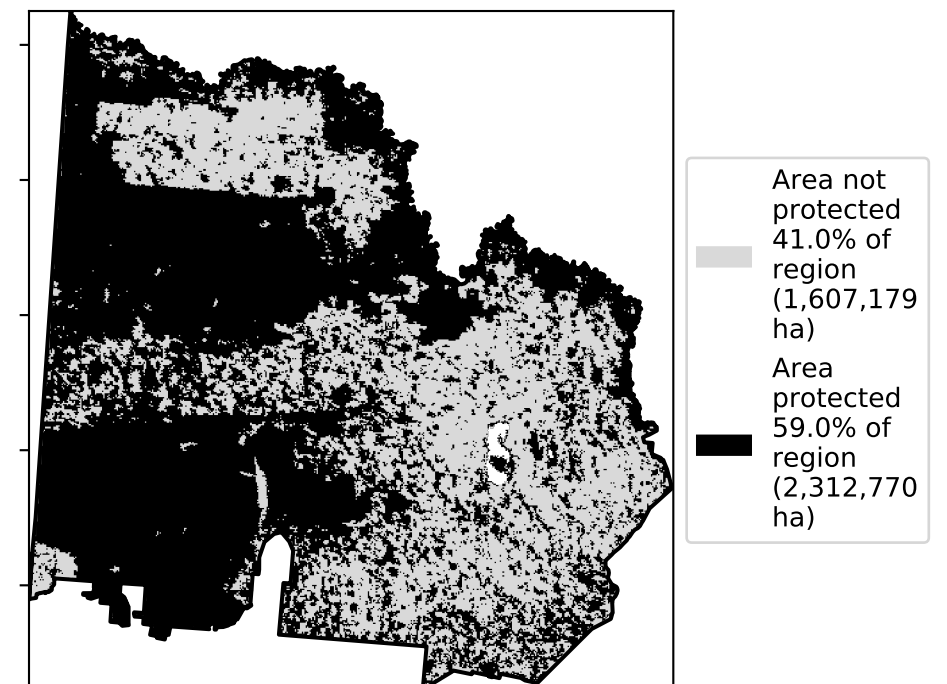 Area not
protected
41.0% of
region
(1,607,179
ha)
Area
protected
59.0% of
region
(2,312,770
ha)